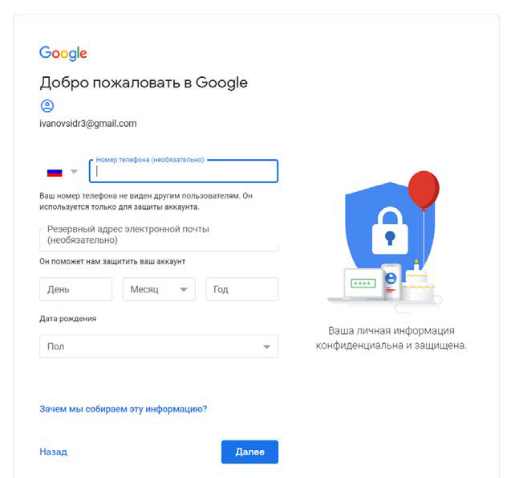 Google
Добро пожаловать в Google
ivanovsidr3@gmail.com
Номер телефона (необязательно)
Ваш номер телефона не виден другим пользователям. Он
используется только для защиты аккаунта.
Резервный адрес электронной почты
(необязательно)
Он поможет нам защитить ваш аккаунт
День Месяц Год
Дата рождения
Пол
Ваша личная информация
конфиденциальна и защищена.
Зачем мы собираем эту информацию?
Назад Далее